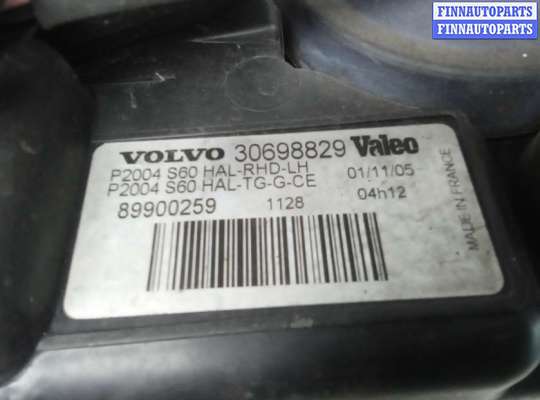 FINNAUTOPARTS
FINNAUTOPARTS
VOLVO 30698829 Valeo
P2004 S60 HAL-RHD-LH 01/11/05
P2004 S60 HAL-TG-G-CE 04h12
89900259 1128
MADE IN FRANCE